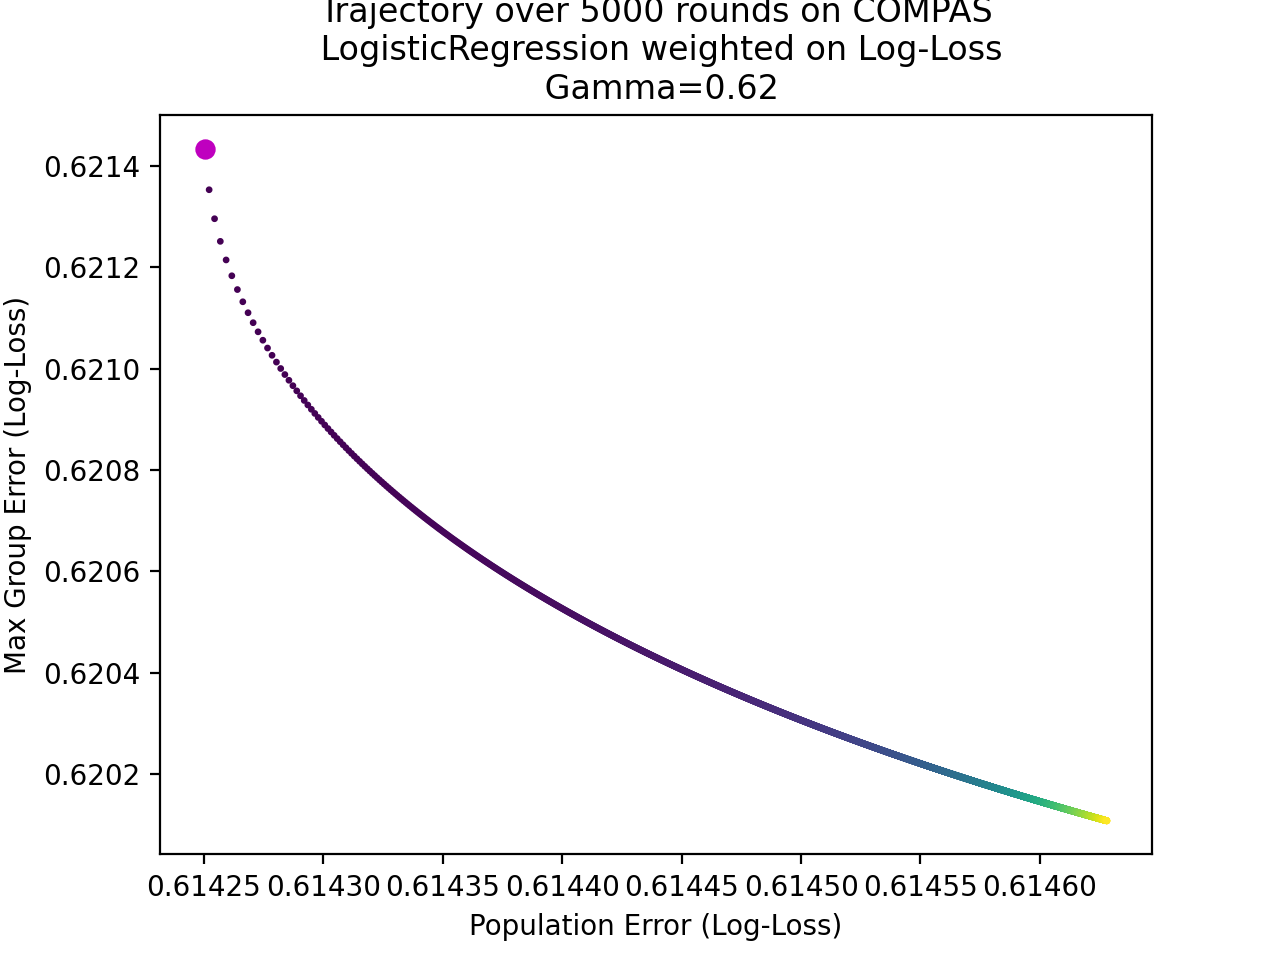 Trajectory over 5000 rounds on COMPAS
LogisticRegression weighted on Log-Loss
Gamma=0.62
Max Group Error (Log-Loss)
0.6214
0.6212
0.6210
0.6208
0.6206
0.6204
0.6202
0.61425 0.61430 0.61435 0.61440 0.61445 0.61450 0.61455 0.61460
Population Error (Log-Loss)